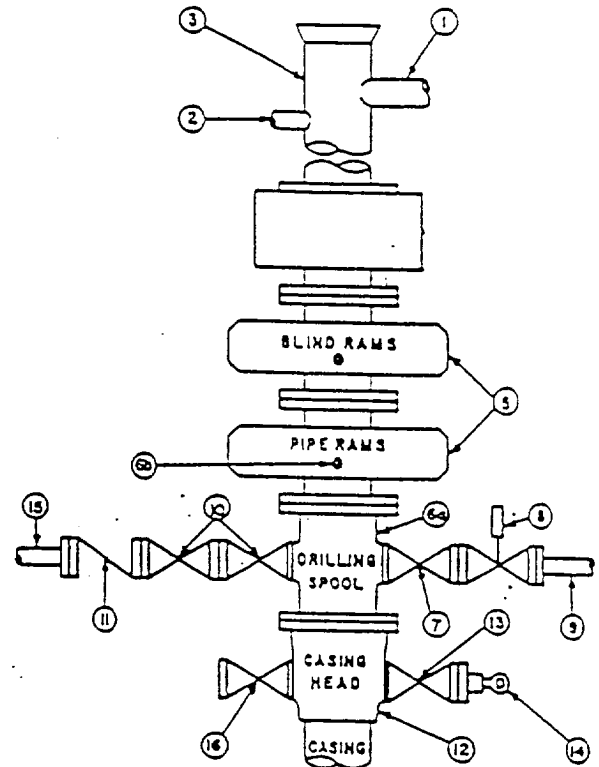 3
1
2
BLIND RAMS
5
PIPE RAMS
6b
15
10
6a
8
DRILLING
SPOOL
11
7
9
13
CASING
HEAD
16
12
14
CASING